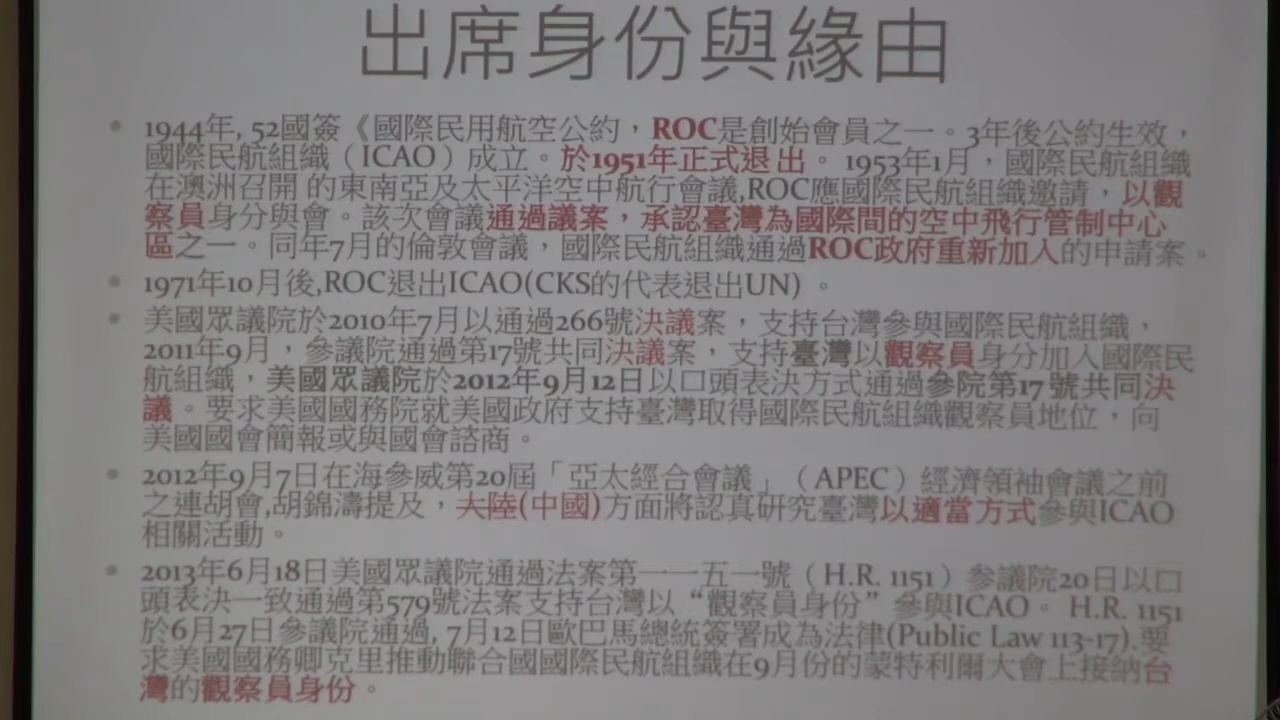 出席身份與緣由
• 1944年, 52國簽《國際民用航空公約，ROC是創始會員之一。3年後公約生效，
國際民航組織（ICAO）成立。於1951年正式退出。1953年1月，國際民航組織
在澳洲召開 的東南亞及太平洋空中航行會議,ROC應國際民航組織邀請，以觀
察員身分與會。該次會議通過議案，承認臺灣為國際間的空中飛行管制中心
區之一。同年7月的倫敦會議，國際民航組織通過ROC政府重新加入的申請案。
• 1971年10月後,ROC退出ICAO(CKS的代表退出UN) 。
• 美國眾議院於2010年7月以通過266號決議案，支持台灣參與國際民航組織，
2011年9月，參議院通過第17號共同決議案，支持臺灣以觀察員身分加入國際民
航組織，美國眾議院於2012年9月12日以口頭表決方式通過參院第17 號共同決
議。要求美國國務院就美國政府支持臺灣取得國際民航組織觀察員地位，向
美國國會簡報或與國會諮商。
• 2012年9月7日在海參威第20屆「亞太經合會議」（APEC）經濟領袖會議之前
之連胡會,胡錦濤提及，大陸(中國)方面將認真研究臺灣以適當方式參與ICAO
相關活動。
• 2013年6月18日美國眾議院通過法案第一一五一號（H.R. 1151）參議院20日以口
頭表決一致通過第579號法案支持台灣以“觀察員身份”參與ICAO。H.R. 1151
於6月27日參議院通過, 7月12日歐巴馬總統簽署成為法律(Public Law 113-17).要
求美國國務卿克里推動聯合國國際民航組織在9月份的蒙特利爾大會上接納台
灣的觀察員身份。